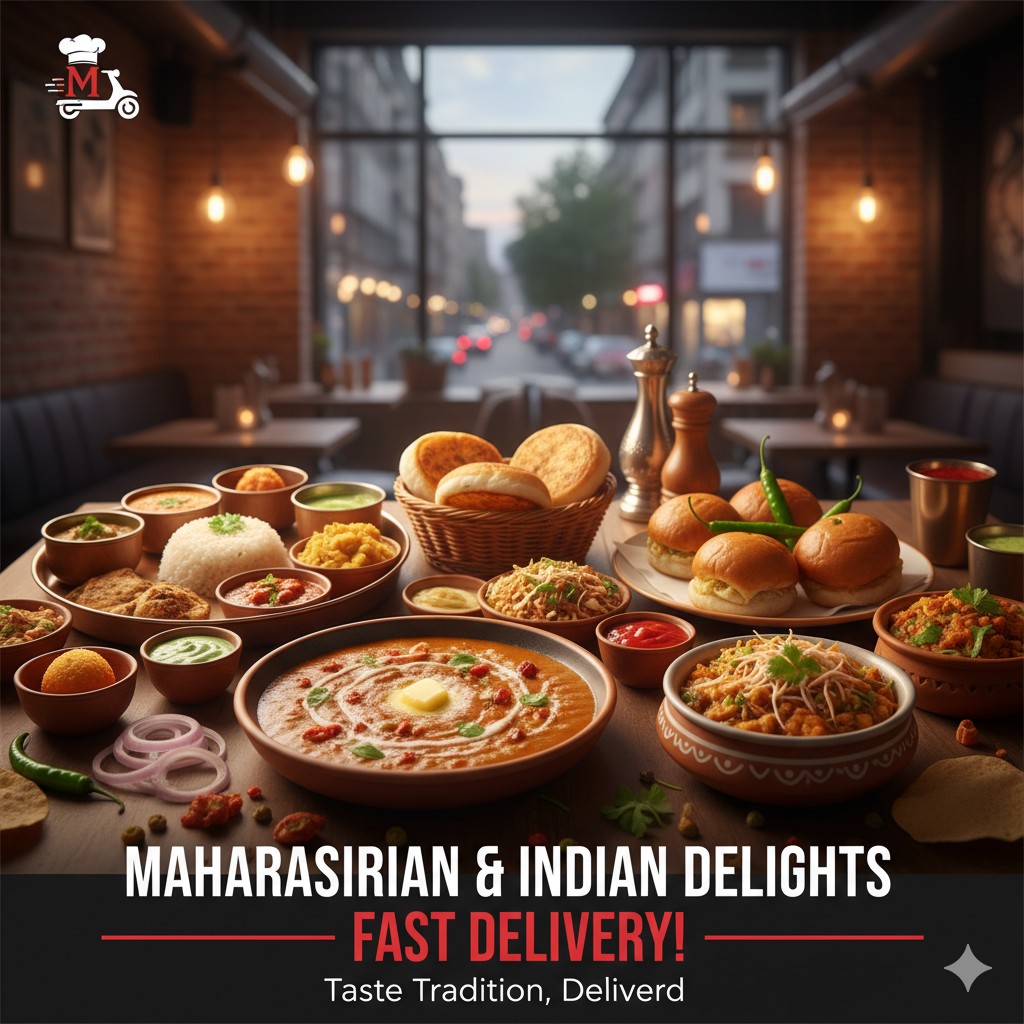 M
MAHARASIRIAN & INDIAN DELIGHTS
FAST DELIVERY!
Taste Tradition, Deliverd